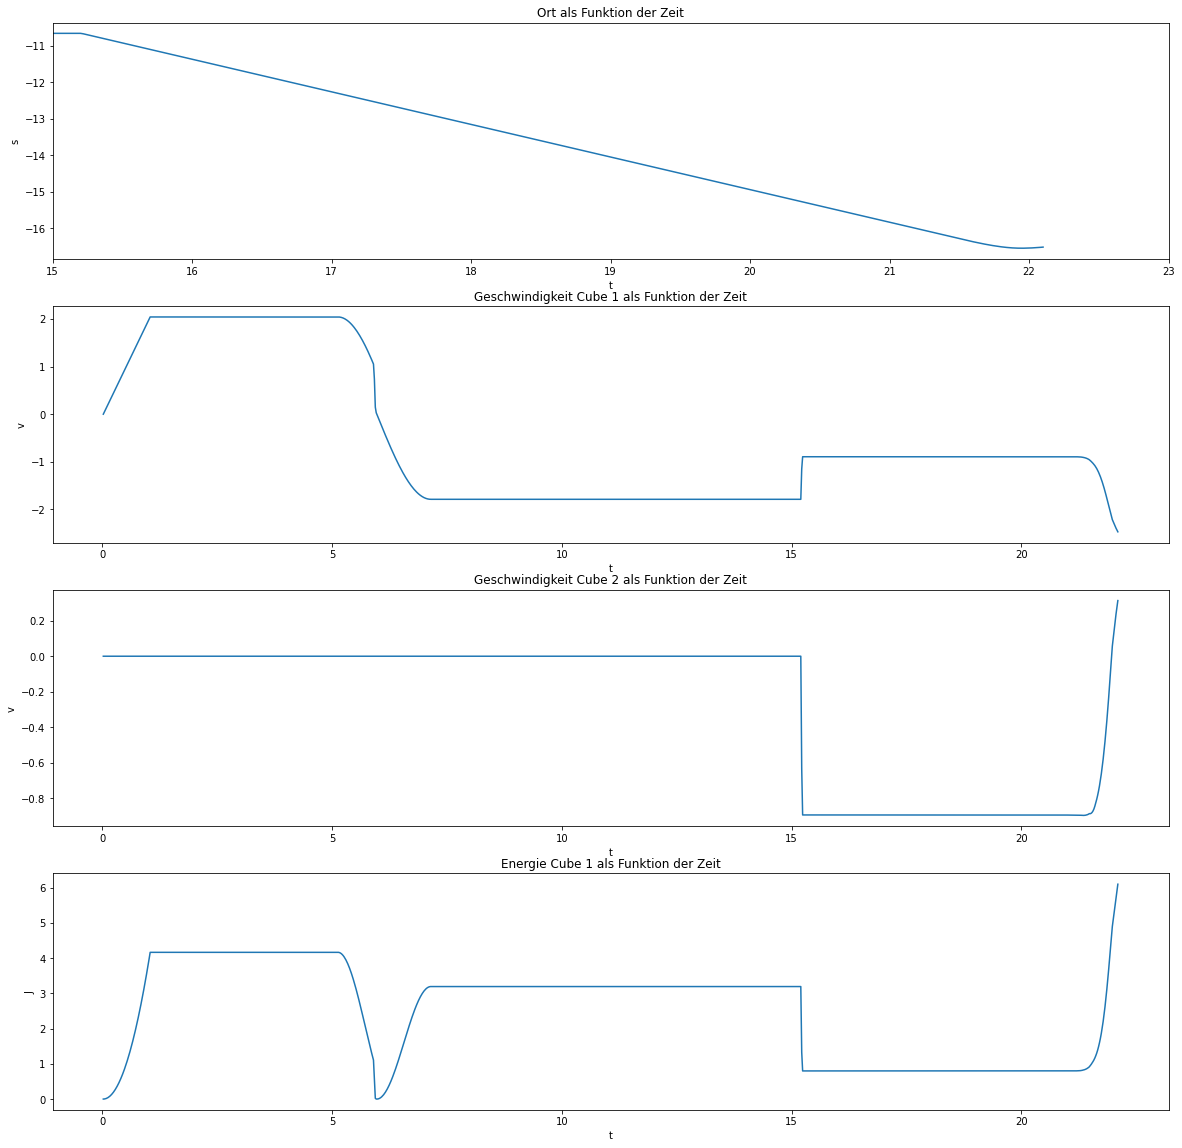 Ort als Funktion der Zeit
−11
−12
−13
−14
−15
−16
s
15 16 17 18 19 20 21 22 23
t
Geschwindigkeit Cube 1 als Funktion der Zeit
2
1
0
−1
−2
v
0 5 10 15 20
t
Geschwindigkeit Cube 2 als Funktion der Zeit
0.2
0.0
−0.2
−0.4
−0.6
−0.8
v
0 5 10 15 20
t
Energie Cube 1 als Funktion der Zeit
6
5
4
3
2
1
0
J
0 5 10 15 20
t